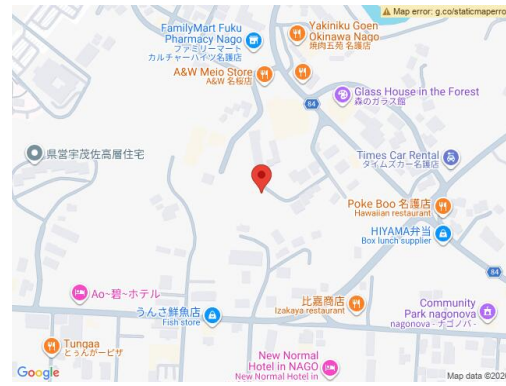 Map error: g.co/staticmaperro
FamilyMart Fuku
Pharmacy Nago
ファミリーマート
カルチャーハイツ名護店
Yakiniku Goen
Okinawa Nago
焼肉五苑 名護店
A&W Meio Store
A&W 名桜店
84
Glass House in the Forest
森のガラス館
県営宇茂佐高層住宅
Times Car Rental
タイムズカー名護店
Poke Boo 名護店
Hawaiian restaurant
HIYAMA弁当
Box lunch supplier
84
Ao~碧~ホテル
うんさ鮮魚店
Fish store
比嘉商店
Izakaya restaurant
Community
Park nagonova
nagonova - ナゴノバ -
Tungaa
とぅんがーピザ
New Normal
Hotel in NAGO
New Normal Hotel in
Google
Map data ©2026